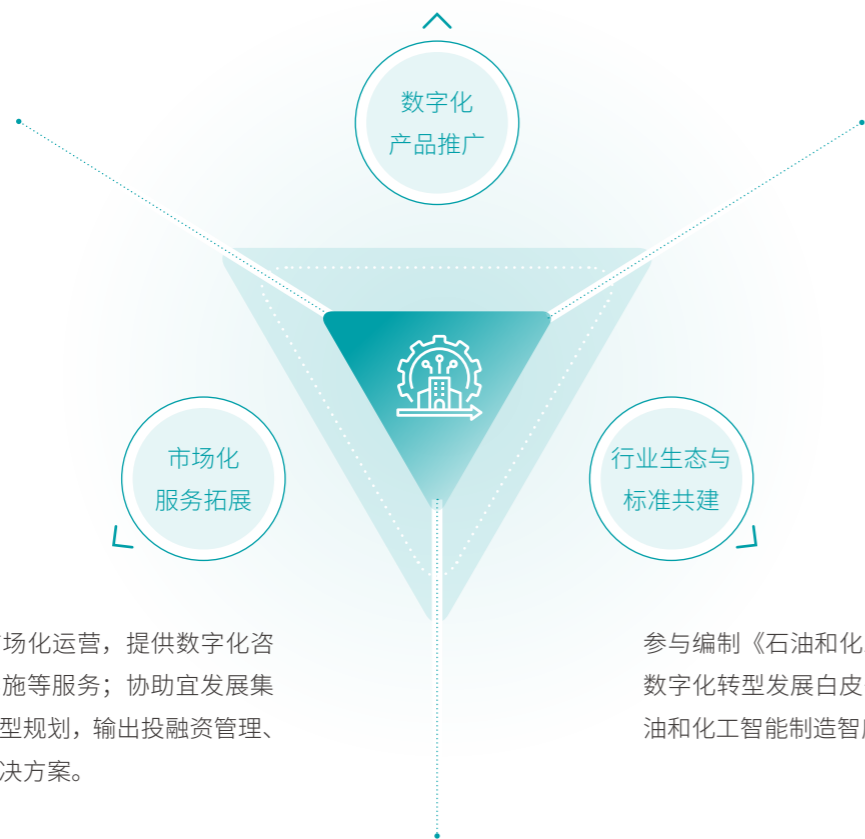 数字化
产品推广
市场化
服务拓展
行业生态与
标准共建
场化运营，提供数字化咨
施等服务；协助宜发展集
型规划，输出投融资管理、
决方案。
参与编制《石油和化
数字化转型发展白皮
油和化工智能制造智